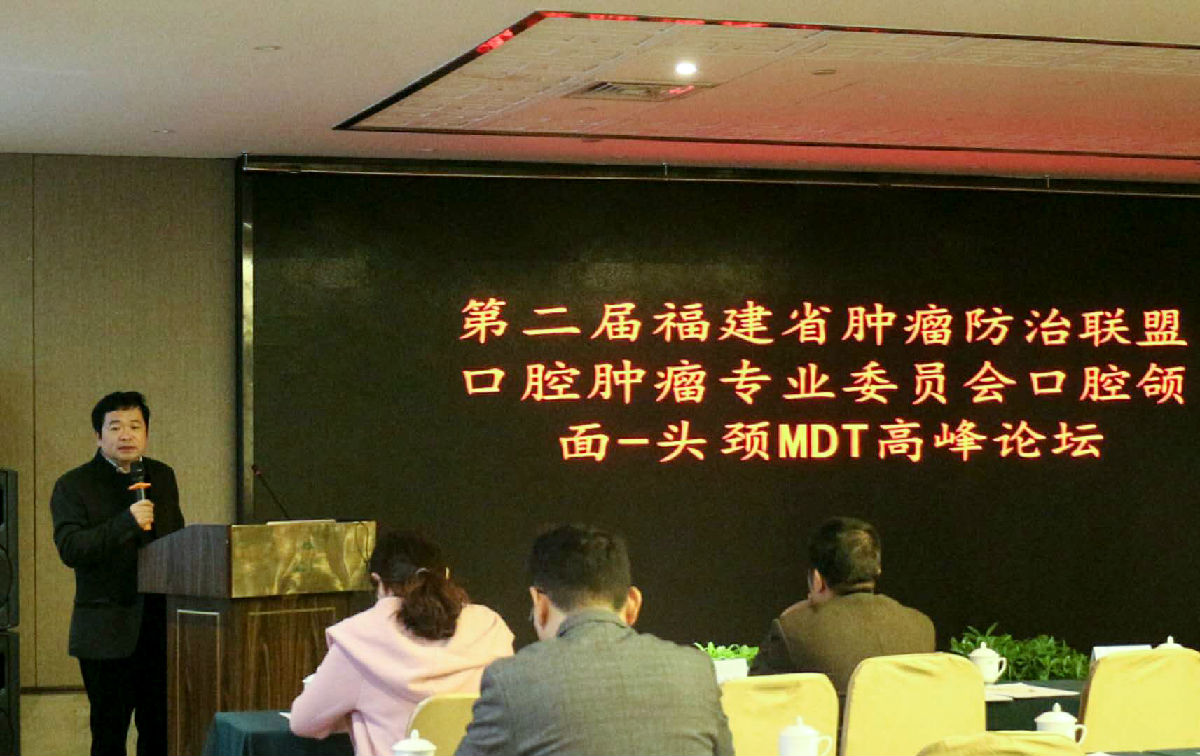 第二届福建省肿瘤防治联盟
口腔肿瘤专业委员会口腔颌
面-头颈MDT高峰论坛